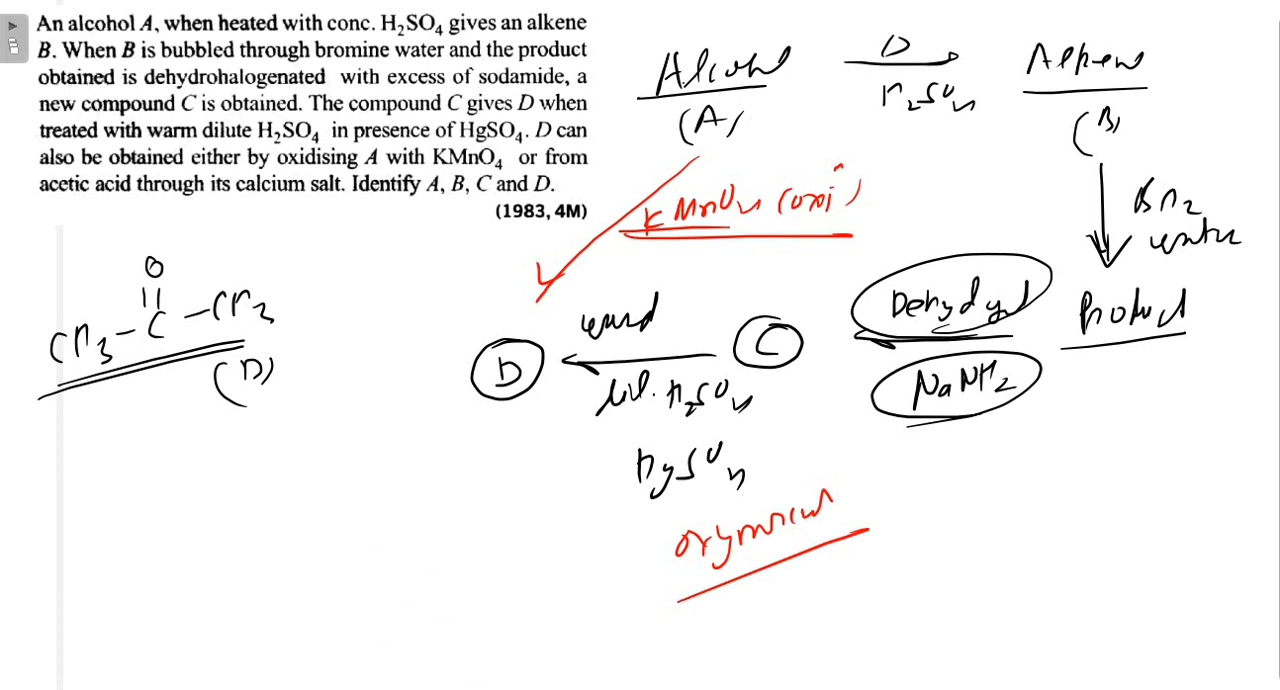 An alcohol A, when heated with conc. H₂SO₄ gives an alkene
B. When B is bubbled through bromine water and the product
obtained is dehydrohalogenated with excess of sodamide, a
new compound C is obtained. The compound C gives D when
treated with warm dilute H₂SO₄ in presence of HgSO₄. D can
also be obtained either by oxidising A with KMnO₄ or from
acetic acid through its calcium salt. Identify A, B, C and D.
(1983, 4M)
Alcohol
(A)
H₂SO₄
(B)
KMnO₄ (oxi
Br₂
water
Product
NaNH₂
C
dil. H₂SO₄
HgSO₄
D
O
||
CH₃-C-CH₃
(D)